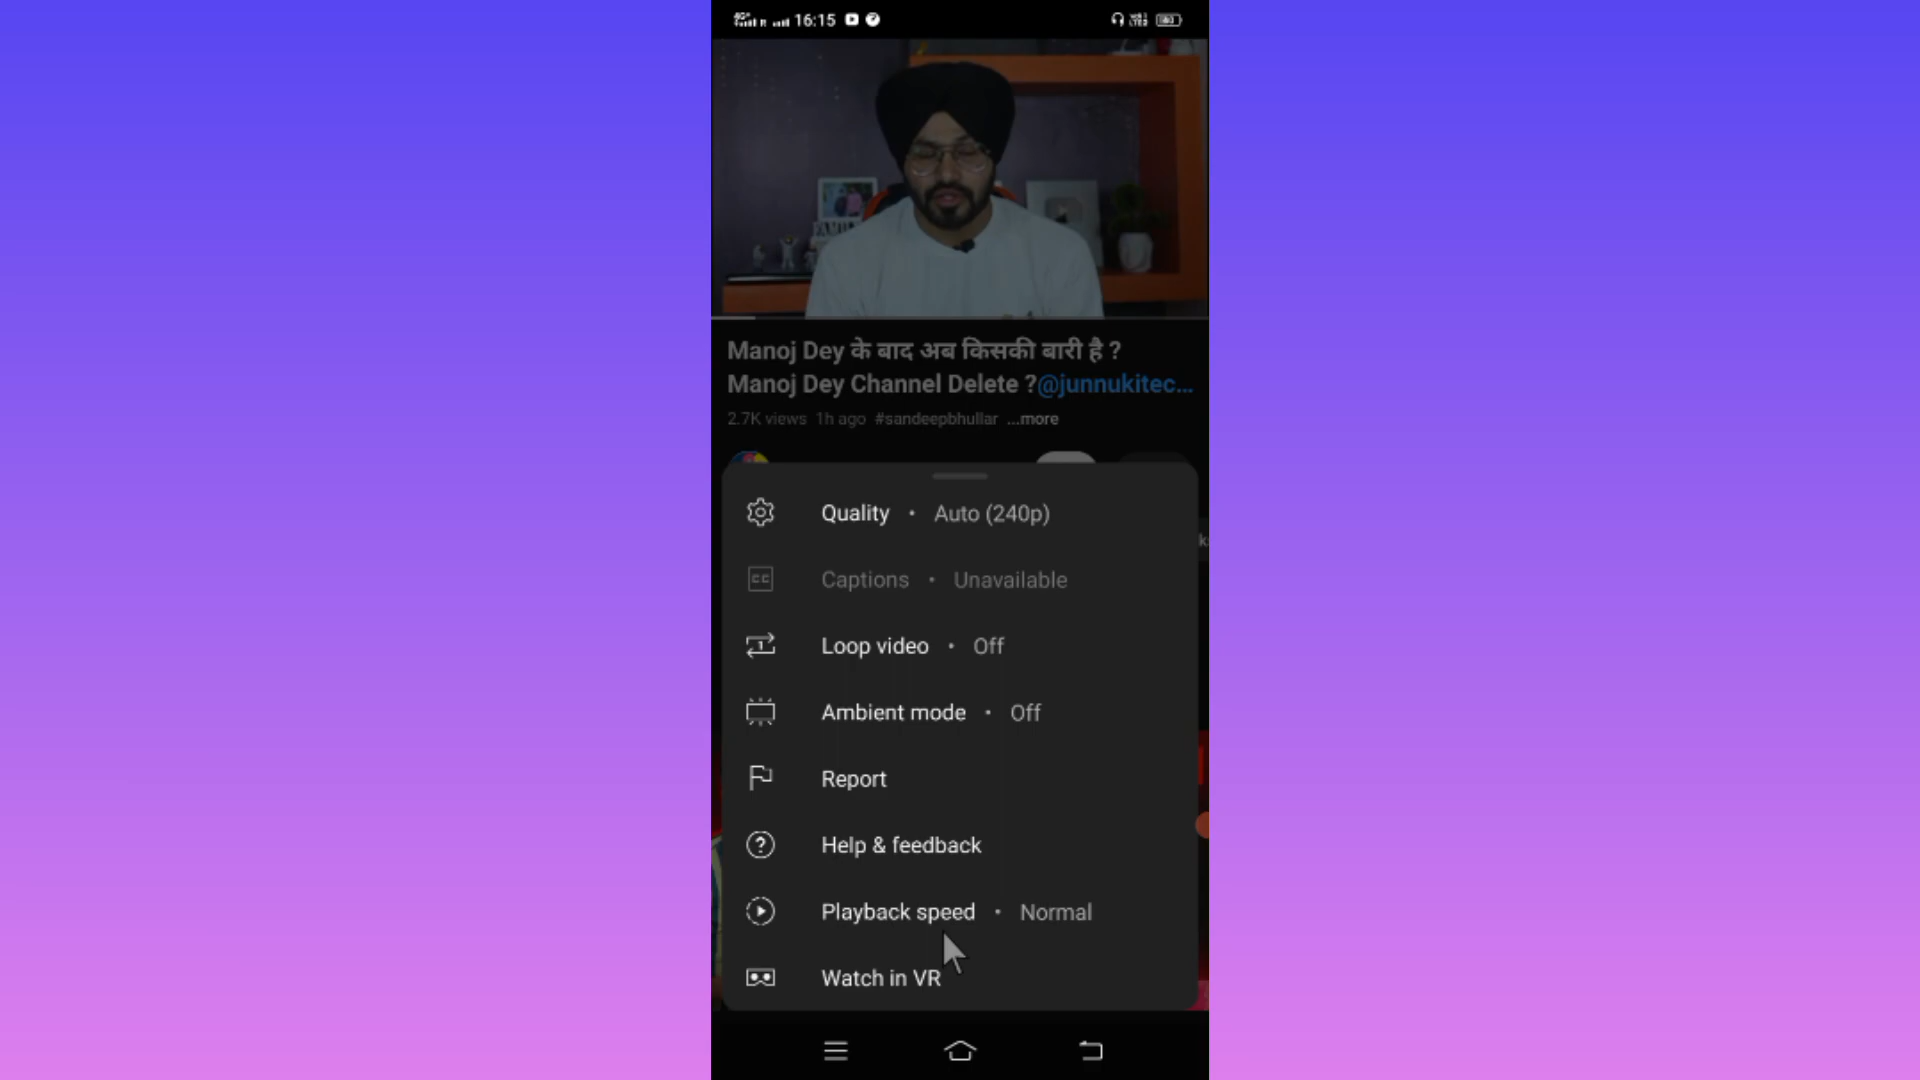 16:15
FAMILY
Manoj Dey के बाद अब किसकी बारी है ?
Manoj Dey Channel Delete ?@junnukitec...
2.7K views 1h ago #sandeepbhullar ...more
Quality • Auto (240p)
Captions • Unavailable
Loop video • Off
Ambient mode • Off
Report
Help & feedback
Playback speed • Normal
Watch in VR